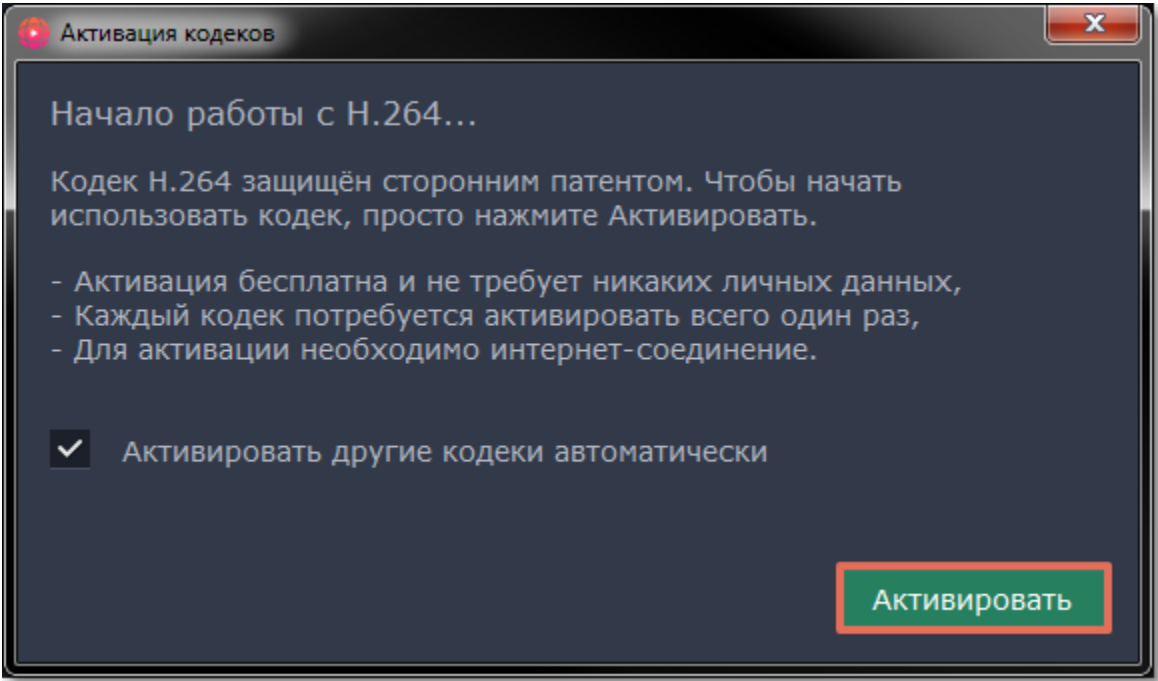 Активация кодеков
Начало работы с H.264...
Кодек H.264 защищён сторонним патентом. Чтобы начать
использовать кодек, просто нажмите Активировать.
- Активация бесплатна и не требует никаких личных данных,
- Каждый кодек потребуется активировать всего один раз,
- Для активации необходимо интернет-соединение.
Активировать другие кодеки автоматически
Активировать